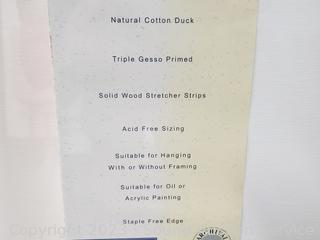 Natural Cotton Duck
Triple Gesso Primed
Solid Wood Stretcher Strips
Acid Free Sizing
Suitable for Hanging
With or Without Framing
Suitable for Oil or
Acrylic Painting
Staple Free Edge